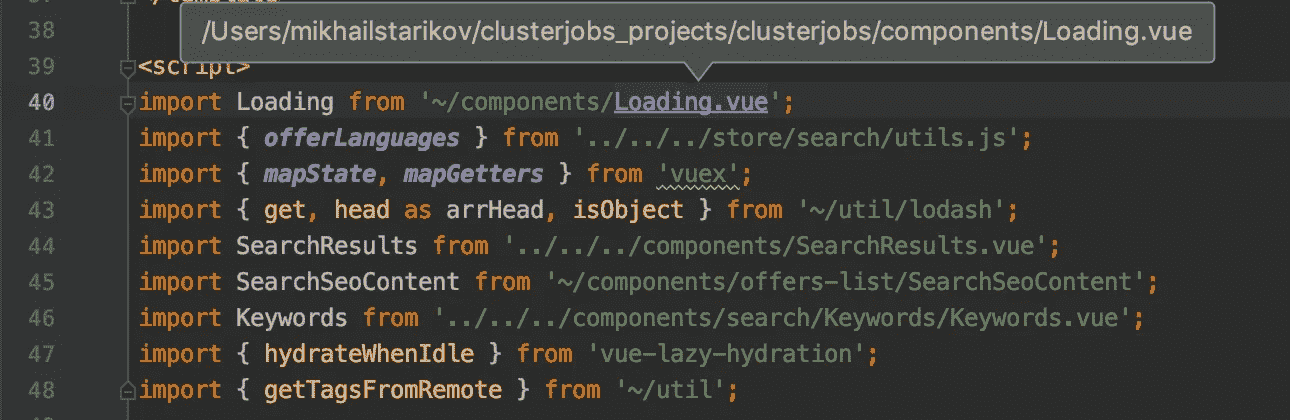 /Users/mikhailstarikov/clusterjobs_projects/clusterjobs/components/Loading.vue
38
39 <script>
40 import Loading from '~/components/Loading.vue';
41 import { offerLanguages } from '../../../store/search/utils.js';
42 import { mapState, mapGetters } from 'vuex';
43 import { get, head as arrHead, isObject } from '~/util/lodash';
44 import SearchResults from '../../../components/SearchResults.vue';
45 import SearchSeoContent from '~/components/offers-list/SearchSeoContent';
46 import Keywords from '../../../components/search/Keywords/Keywords.vue';
47 import { hydrateWhenIdle } from 'vue-lazy-hydration';
48 import { getTagsFromRemote } from '~/util';